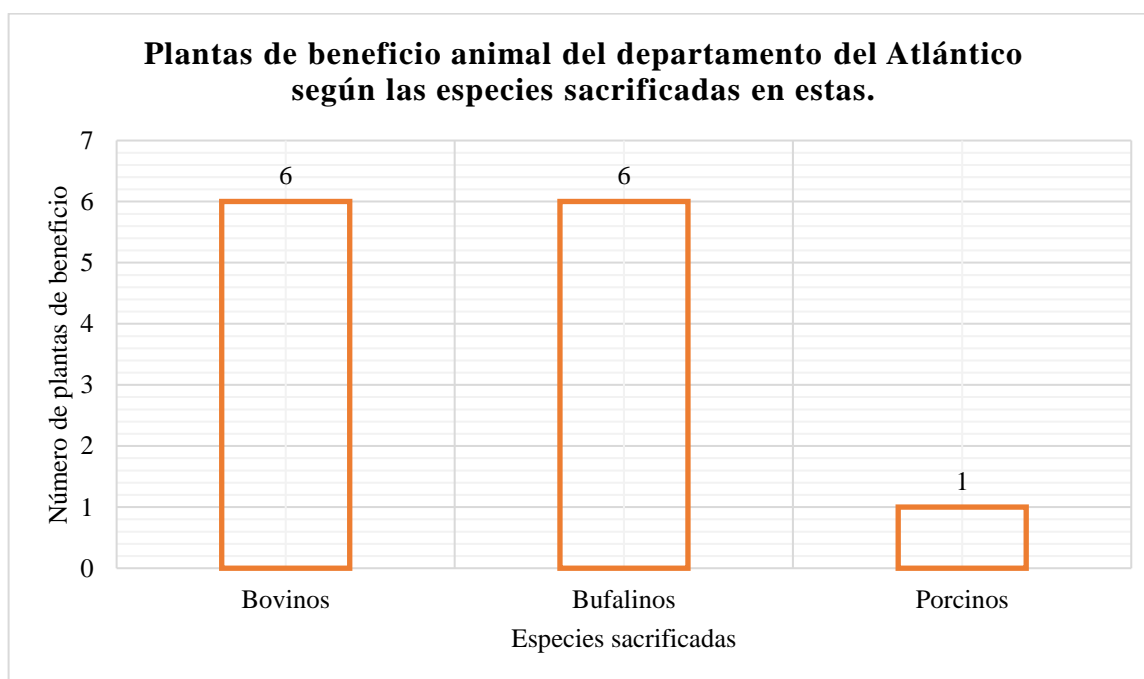 Plantas de beneficio animal del departamento del Atlántico
según las especies sacrificadas en estas.
Número de plantas de beneficio
7
6
5
4
3
2
1
0
6
6
1
Bovinos
Bufalinos
Porcinos
Especies sacrificadas